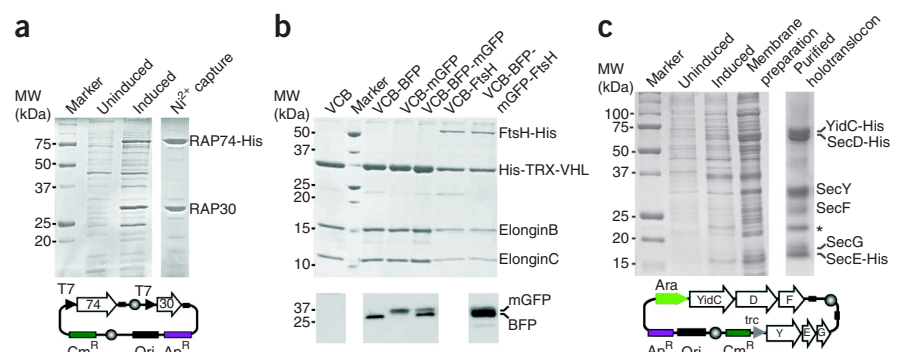 a
MW
(kDa)
Marker
Uninduced
Induced
Ni2+ capture
75-
50-
37-
25-
20-
RAP74-His
RAP30
T7
74
T7
30
CmR
Ori
ApR
b
MW
(kDa)
VCB
Marker
VCB-BFP
VCB-mGFP
VCB-BFP-mGFP
VCB-FtsH
VCB-BFP-
mGFP-FtsH
50-
37-
25-
20-
15-
10-
FtsH-His
His-TRX-VHL
ElonginB
ElonginC
37-
25-
mGFP
BFP
c
MW
(kDa)
Marker
Uninduced
Induced
Membrane
preparation
Purified
holotranslocon
100-
75-
50-
37-
25-
20-
15-
YidC-His
SecD-His
SecY
SecF
*
SecG
SecE-His
Ara
YidC
D
F
trc
Y
E
G
ApR
Ori
CmR